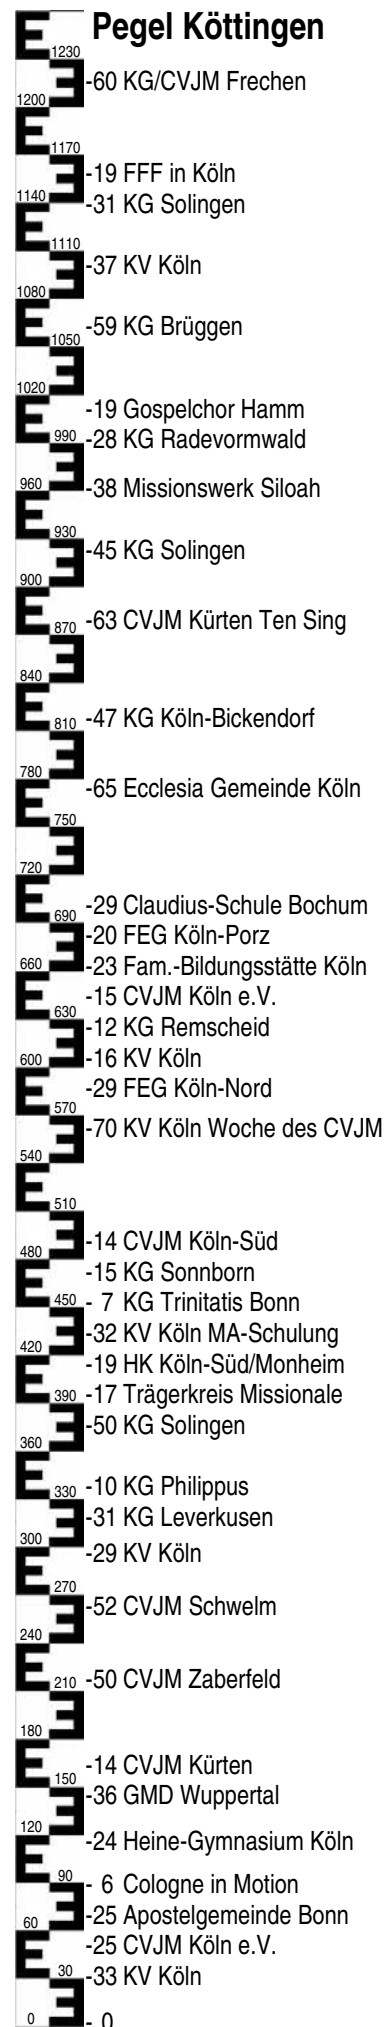 Pegel Köttingen
1230
-60 KG/CVJM Frechen
1200
1170
-19 FFF in Köln
1140
-31 KG Solingen
1110
-37 KV Köln
1080
-59 KG Brüggen
1050
1020
-19 Gospelchor Hamm
990
-28 KG Radevormwald
960
-38 Missionswerk Siloah
930
-45 KG Solingen
900
-63 CVJM Kürten Ten Sing
870
840
810
-47 KG Köln-Bickendorf
780
-65 Ecclesia Gemeinde Köln
750
720
-29 Claudius-Schule Bochum
690
-20 FEG Köln-Porz
660
-23 Fam.-Bildungsstätte Köln
-15 CVJM Köln e.V.
630
-12 KG Remscheid
600
-16 KV Köln
-29 FEG Köln-Nord
570
-70 KV Köln Woche des CVJM
540
510
-14 CVJM Köln-Süd
480
-15 KG Sonnborn
450
- 7 KG Trinitatis Bonn
-32 KV Köln MA-Schulung
420
-19 HK Köln-Süd/Monheim
390
-17 Trägerkreis Missionale
-50 KG Solingen
360
330
-10 KG Philippus
-31 KG Leverkusen
300
-29 KV Köln
270
-52 CVJM Schwelm
240
210
-50 CVJM Zaberfeld
180
-14 CVJM Kürten
150
-36 GMD Wuppertal
120
-24 Heine-Gymnasium Köln
90
- 6 Cologne in Motion
-25 Apostelgemeinde Bonn
60
-25 CVJM Köln e.V.
30
-33 KV Köln
0
- 0